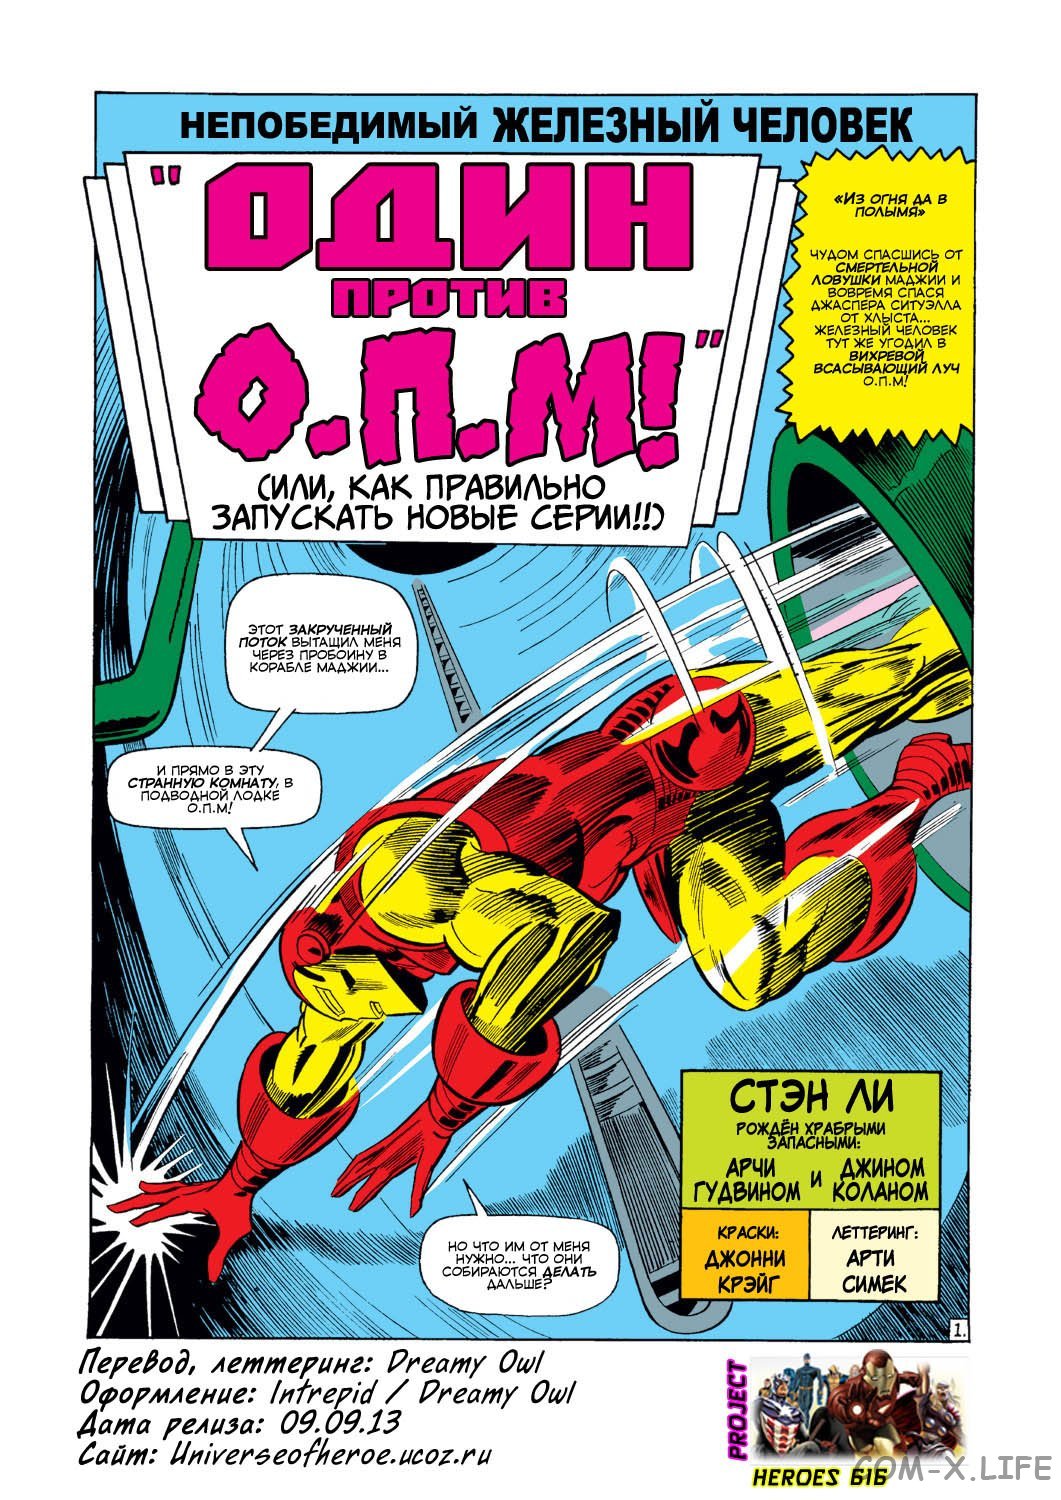 НЕПОБЕДИМЫЙ ЖЕЛЕЗНЫЙ ЧЕЛОВЕК
"ОДИН
ПРОТИВ
О.П.М!"
(ИЛИ, КАК ПРАВИЛЬНО
ЗАПУСКАТЬ НОВЫЕ СЕРИИ!!)
«ИЗ ОГНЯ ДА В
ПОЛЫМЯ»
ЧУДОМ СПАСШИСЬ ОТ
СМЕРТЕЛЬНОЙ
ЛОВУШКИ МАДЖИИ И
ВОВРЕМЯ СПАСЯ
ДЖАСПЕРА СИТУЭЛЛА
ОТ ХЛЫСТА...
ЖЕЛЕЗНЫЙ ЧЕЛОВЕК
ТУТ ЖЕ УГОДИЛ В
ВИХРЕВОЙ
ВСАСЫВАЮЩИЙ ЛУЧ
О.П.М!
ЭТОТ ЗАКРУЧЕННЫЙ
ПОТОК ВЫТАЩИЛ МЕНЯ
ЧЕРЕЗ ПРОБОИНУ В
КОРАБЛЕ МАДЖИИ...
И ПРЯМО В ЭТУ
СТРАННУЮ КОМНАТУ, В
ПОДВОДНОЙ ЛОДКЕ
О.П.М!
НО ЧТО ИМ ОТ МЕНЯ
НУЖНО... ЧТО ОНИ
СОБИРАЮТСЯ ДЕЛАТЬ
ДАЛЬШЕ?
СТЭН ЛИ
РОЖДЁН ХРАБРЫМИ
ЗАПАСНЫМИ:
АРЧИ
ГУДВИНОМ
И
ДЖИНОМ
КОЛАНОМ
КРАСКИ:
ДЖОННИ
КРЭЙГ
ЛЕТТЕРИНГ:
АРТИ
СИМЕК
1.
Перевод, леттеринг: Dreamy Owl
Оформление: Intrepid / Dreamy Owl
Дата релиза: 09.09.13
Сайт: Universeofheroe.ucoz.ru
PROJECT
HEROES 616
COM-X.LIFE